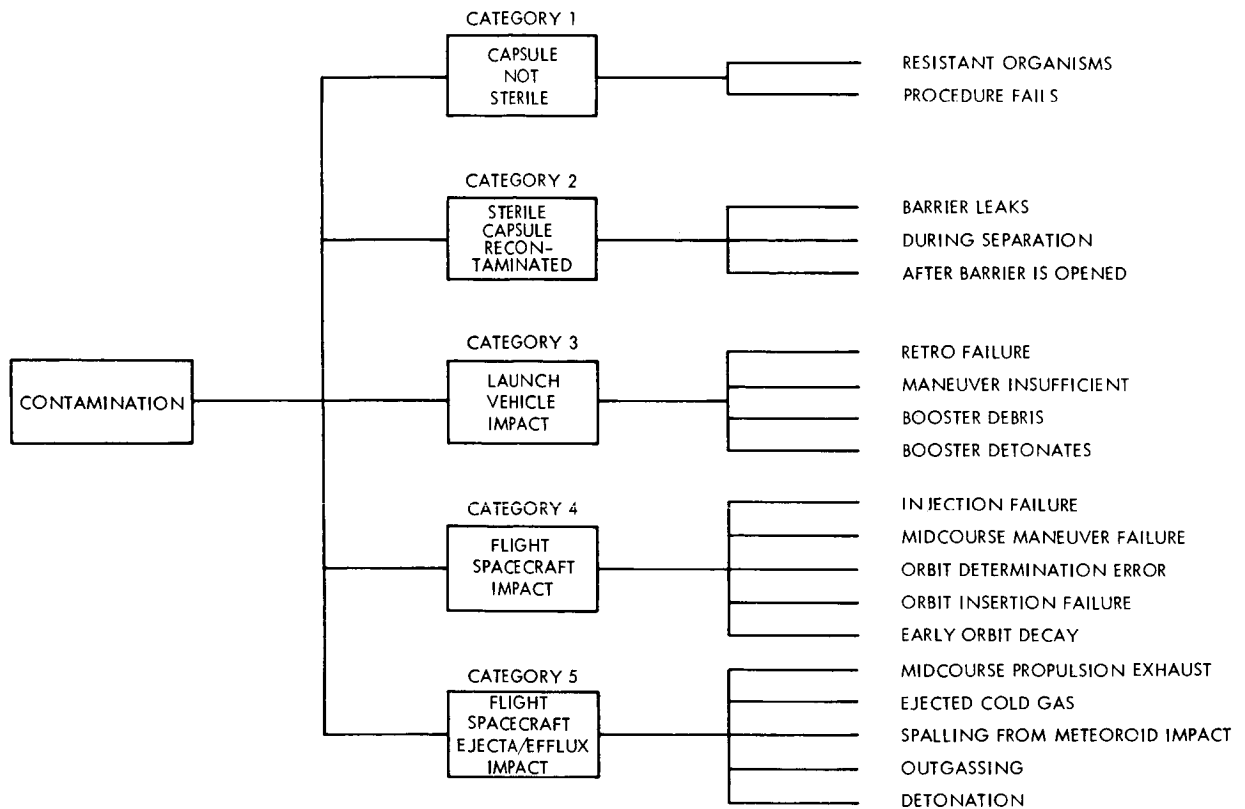 CATEGORY 1
CAPSULE
NOT
STERILE
RESISTANT ORGANISMS
PROCEDURE FAILS
CATEGORY 2
STERILE
CAPSULE
RECON-
TAMINATED
BARRIER LEAKS
DURING SEPARATION
AFTER BARRIER IS OPENED
CONTAMINATION
CATEGORY 3
LAUNCH
VEHICLE
IMPACT
RETRO FAILURE
MANEUVER INSUFFICIENT
BOOSTER DEBRIS
BOOSTER DETONATES
CATEGORY 4
FLIGHT
SPACECRAFT
IMPACT
INJECTION FAILURE
MIDCOURSE MANEUVER FAILURE
ORBIT DETERMINATION ERROR
ORBIT INSERTION FAILURE
EARLY ORBIT DECAY
CATEGORY 5
FLIGHT
SPACECRAFT
EJECTA/EFFLUX
IMPACT
MIDCOURSE PROPULSION EXHAUST
EJECTED COLD GAS
SPALLING FROM METEOROID IMPACT
OUTGASSING
DETONATION